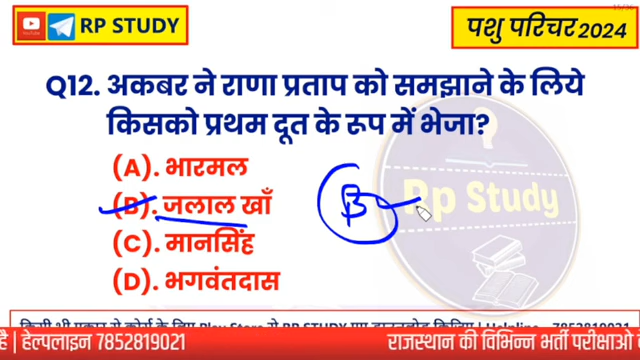 RP STUDY
पशु परिचर 2024
Q12. अकबर ने राणा प्रताप को समझाने के लिये
किसको प्रथम दूत के रूप में भेजा?
(A). भारमल
(B). जलाल खाँ
(C). मानसिंह
(D). भगवंतदास
B
Rp Study
है | हेल्पलाइन 7852819021
राजस्थान की विभिन्न भर्ती परीक्षाओ